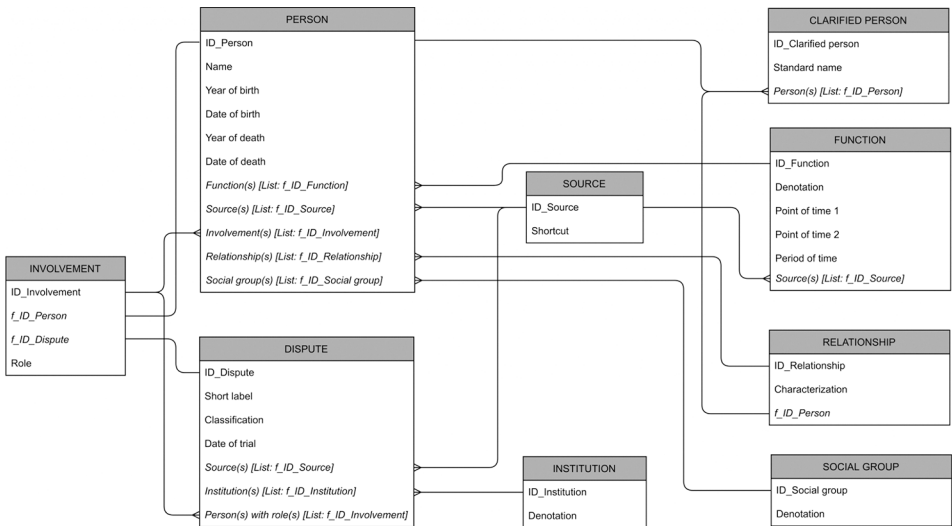 PERSON
ID_Person
Name
Year of birth
Date of birth
Year of death
Date of death
Function(s) [List: f_ID_Function]
Source(s) [List: f_ID_Source]
Involvement(s) [List: f_ID_Involvement]
Relationship(s) [List: f_ID_Relationship]
Social group(s) [List: f_ID_Social group]
CLARIFIED PERSON
ID_Clarified person
Standard name
Person(s) [List: f_ID_Person]
FUNCTION
ID_Function
Denotation
Point of time 1
Point of time 2
Period of time
Source(s) [List: f_ID_Source]
SOURCE
ID_Source
Shortcut
INVOLVEMENT
ID_Involvement
f_ID_Person
f_ID_Dispute
Role
DISPUTE
ID_Dispute
Short label
Classification
Date of trial
Source(s) [List: f_ID_Source]
Institution(s) [List: f_ID_Institution]
Person(s) with role(s) [List: f_ID_Involvement]
RELATIONSHIP
ID_Relationship
Characterization
f_ID_Person
INSTITUTION
ID_Institution
Denotation
SOCIAL GROUP
ID_Social group
Denotation